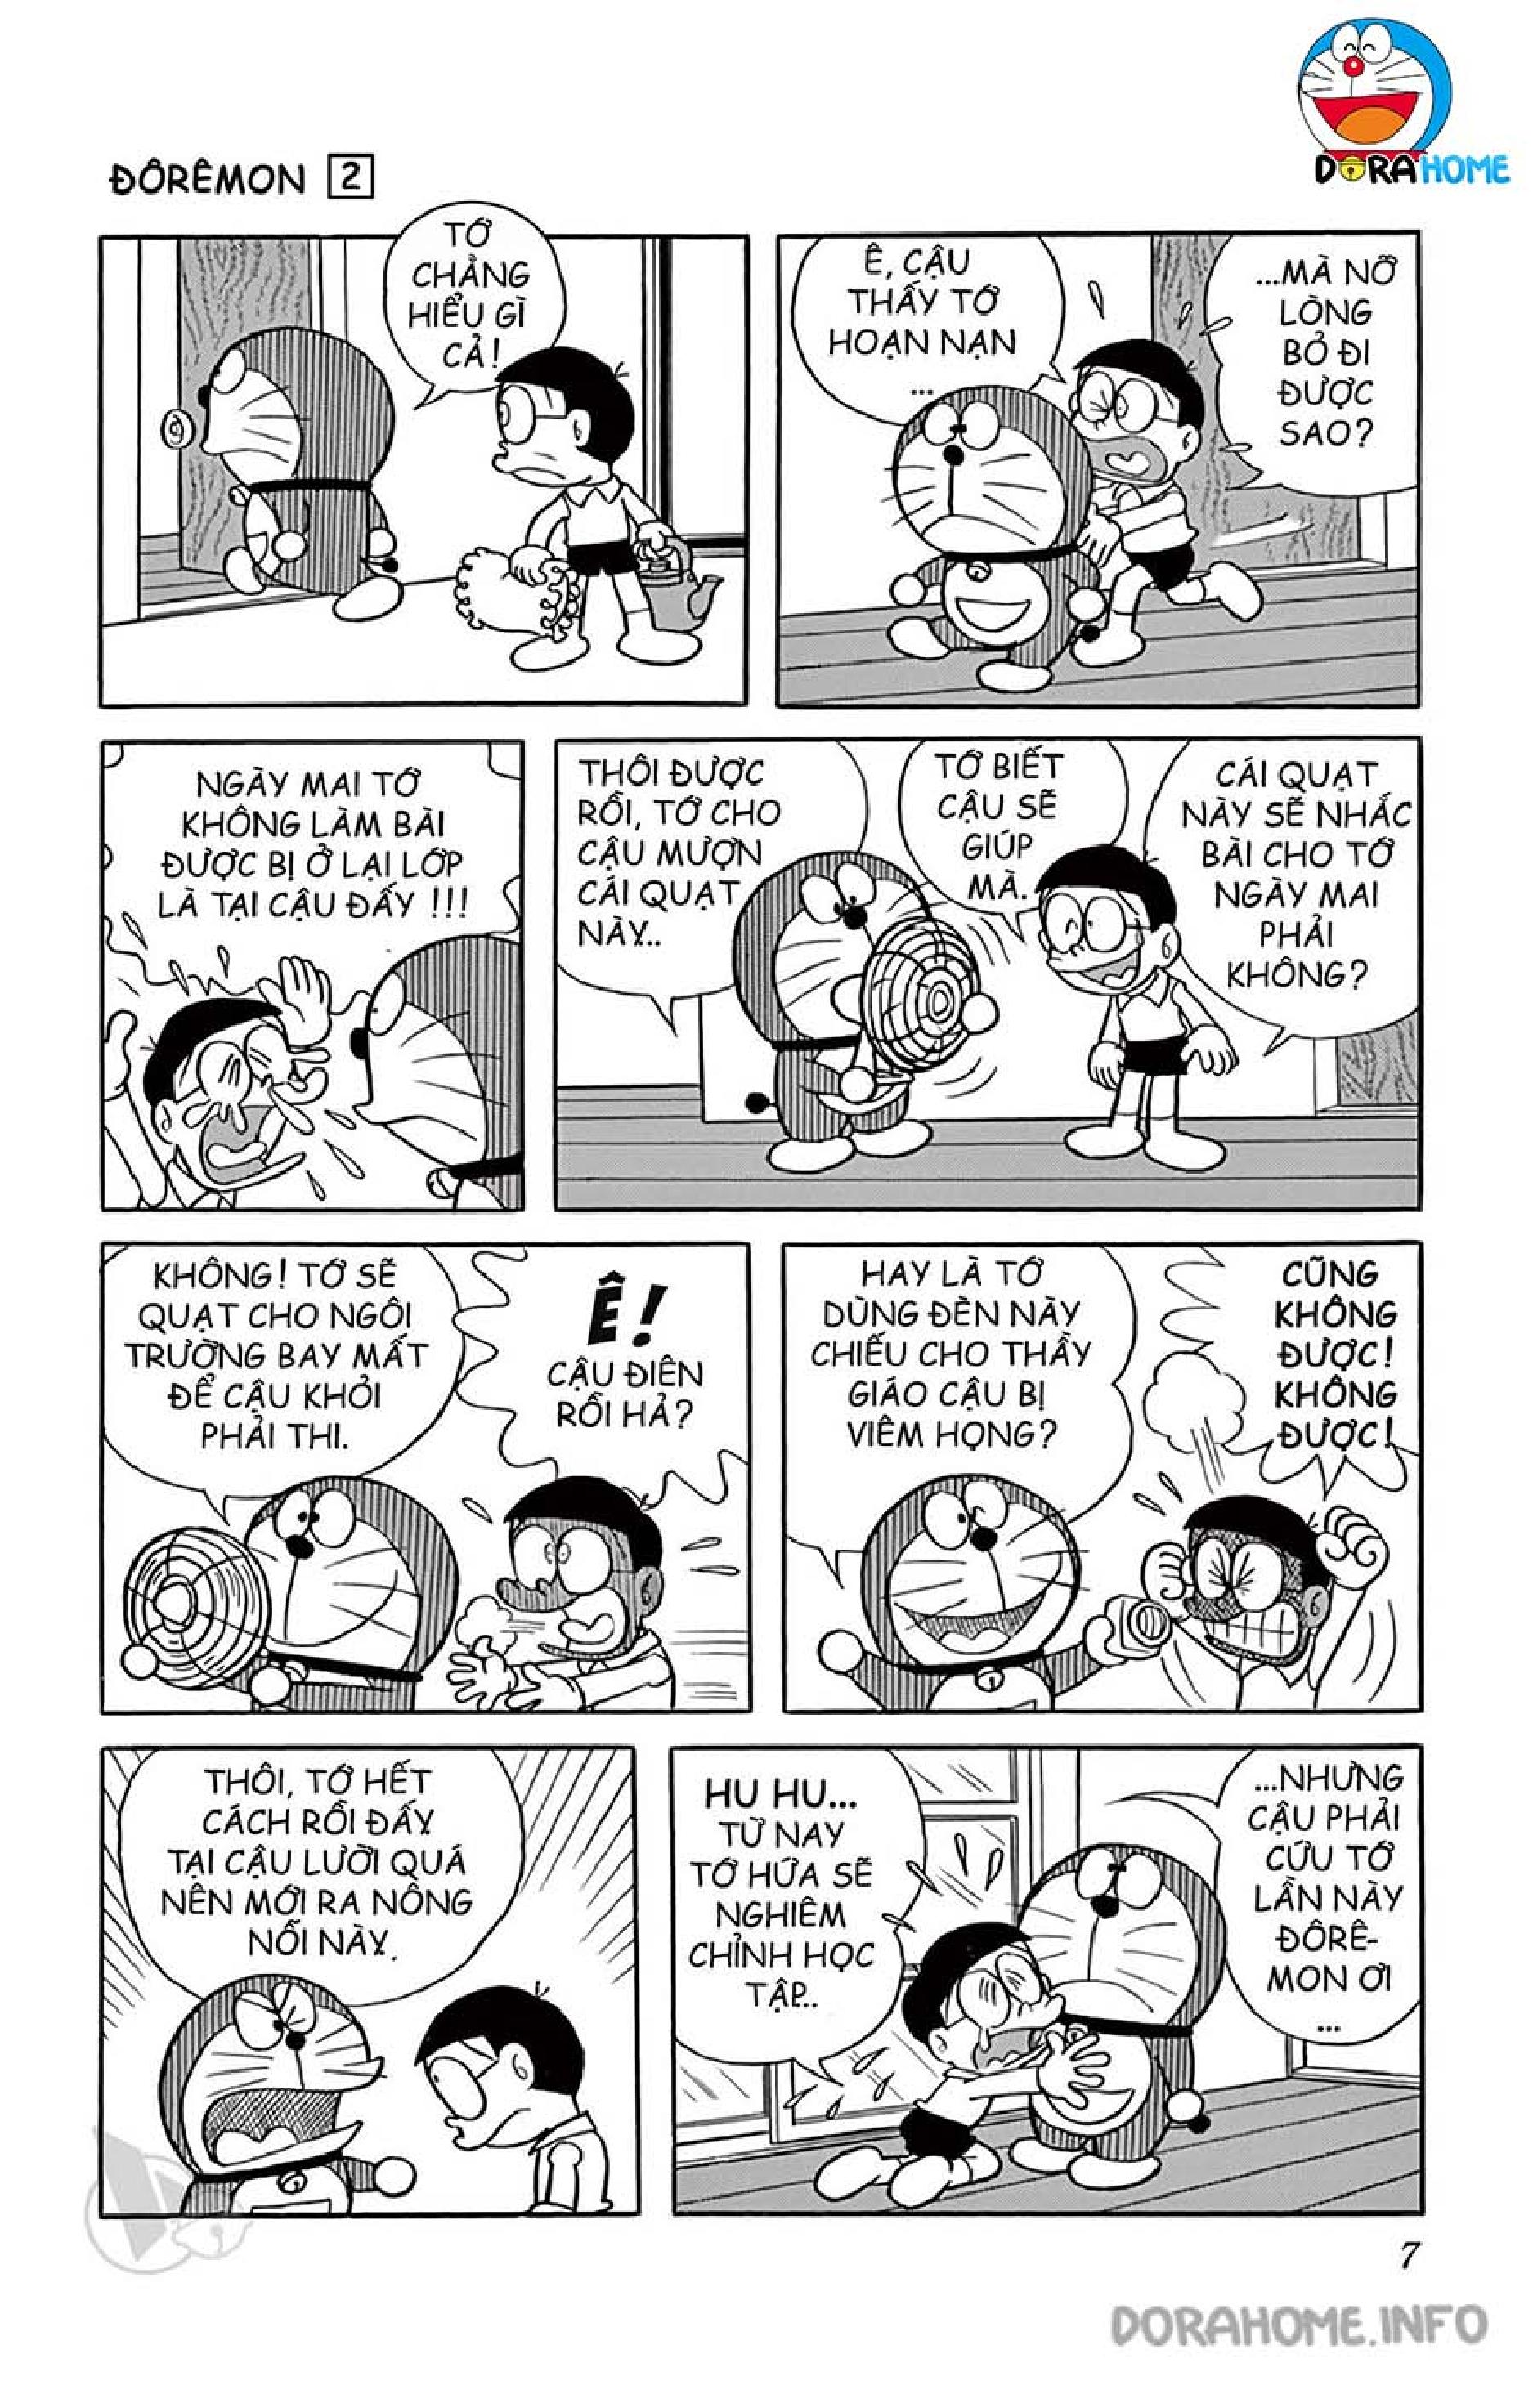 DORAHOME
ĐÔRÊMON 2
TỚ
CHẲNG
HIỂU GÌ
CẢ!
Ê, CẬU
THẤY TỚ
HOẠN NẠN
...
...MÀ NỠ
LÒNG
BỎ ĐI
ĐƯỢC
SAO?
NGÀY MAI TỚ
KHÔNG LÀM BÀI
ĐƯỢC BỊ Ở LẠI LỚP
LÀ TẠI CẬU ĐẤY !!!
THÔI ĐƯỢC
RỒI, TỚ CHO
CẬU MƯỢN
CÁI QUẠT
NÀY...
TỚ BIẾT
CẬU SẼ
GIÚP
MÀ.
CÁI QUẠT
NÀY SẼ NHẮC
BÀI CHO TỚ
NGÀY MAI
PHẢI
KHÔNG?
KHÔNG! TỚ SẼ
QUẠT CHO NGÔI
TRƯỜNG BAY MẤT
ĐỂ CẬU KHỎI
PHẢI THI.
Ê!
CẬU ĐIÊN
RỒI HẢ?
HAY LÀ TỚ
DÙNG ĐÈN NÀY
CHIẾU CHO THẦY
GIÁO CẬU BỊ
VIÊM HỌNG?
CŨNG
KHÔNG
ĐƯỢC!
KHÔNG
ĐƯỢC!
THÔI, TỚ HẾT
CÁCH RỒI ĐẤY.
TẠI CẬU LƯỜI QUÁ
NÊN MỚI RA NÔNG
NỖI NÀY.
HU HU...
TỪ NAY
TỚ HỨA SẼ
NGHIÊM
CHỈNH HỌC
TẬP...
...NHƯNG
CẬU PHẢI
CỨU TỚ
LẦN NÀY
ĐÔRÊ-
MON ƠI
...
7
DORAHOME.INFO